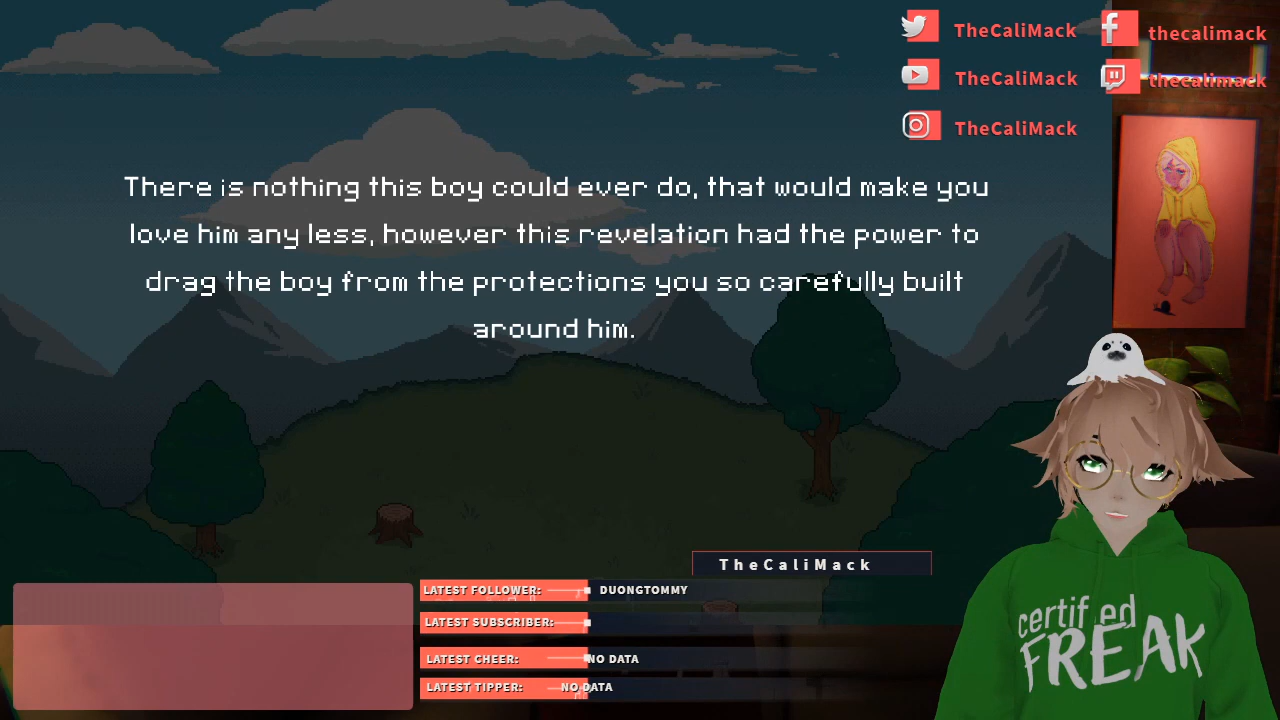 TheCaliMack
thecalimack
TheCaliMack
thecalimack
TheCaliMack
There is nothing this boy could ever do, that would make you
love him any less, however this revelation had the power to
drag the boy from the protections you so carefully built
around him.
TheCaliMack
LATEST FOLLOWER: DUONGTOMMY
LATEST SUBSCRIBER:
LATEST CHEER: NO DATA
LATEST TIPPER: NO DATA
certified
FREAK